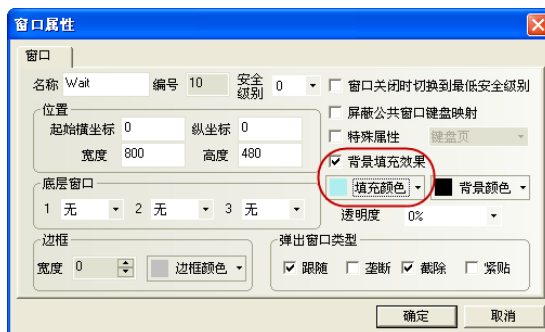 窗口属性
窗口
名称 Wait 编号 10 安全级别 0 窗口关闭时切换到最低安全级别
位置 屏蔽公共窗口键盘映射
起始横坐标 0 纵坐标 0 特殊属性 键盘页
宽度 800 高度 480 背景填充效果
底层窗口 填充颜色 背景颜色
1 无 2 无 3 无 透明度 0%
边框 弹出窗口类型
宽度 0 边框颜色 跟随 垄断 截除 紧贴
确定 取消